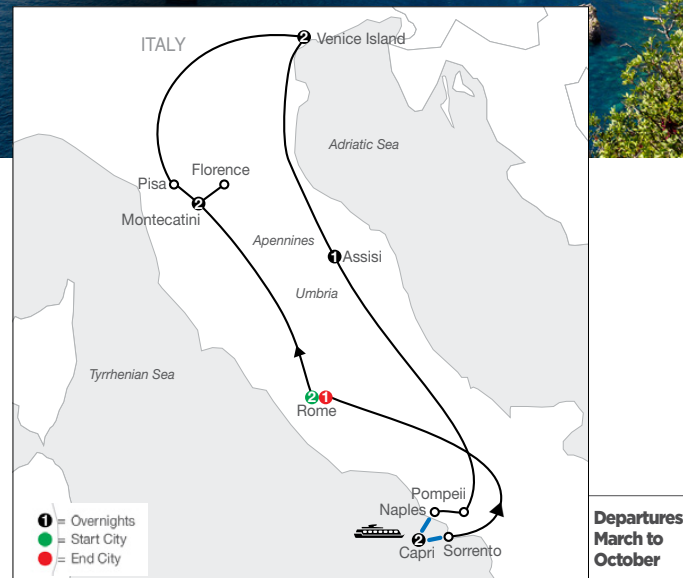 ITALY
2 Venice Island
Adriatic Sea
Florence
Pisa
2
Montecatini
Apennines
1 Assisi
Umbria
Tyrrhenian Sea
2 1
Rome
Pompeii
Naples
2
Capri Sorrento
1 = Overnights
= Start City
= End City
Departures
March to
October